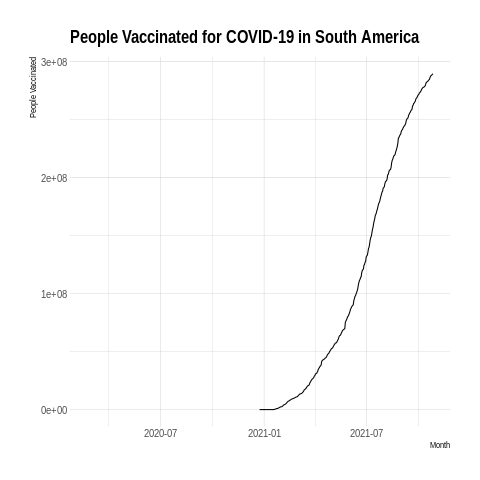 People Vaccinated for COVID-19 in South America
People Vaccinated
3e+08
2e+08
1e+08
0e+00
2020-07
2021-01
2021-07
Month